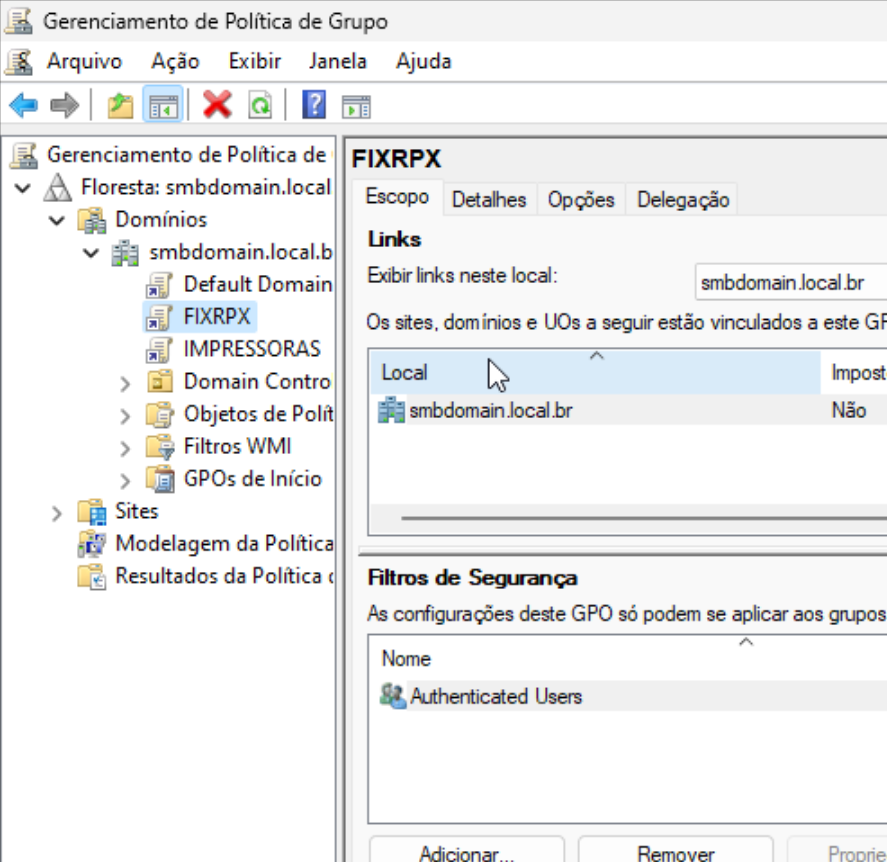 Gerenciamento de Política de Grupo
Arquivo Ação Exibir Janela Ajuda
Gerenciamento de Política de
Floresta: smbdomain.local
Domínios
smbdomain.local.b
Default Domain
FIXRPX
IMPRESSORAS
Domain Contro
Objetos de Polít
Filtros WMI
GPOs de Início
Sites
Modelagem da Política
Resultados da Política
FIXRPX
Escopo Detalhes Opções Delegação
Links
Exibir links neste local:
smbdomain.local.br
Os sites, domínios e UOs a seguir estão vinculados a este GP
Local Impost
smbdomain.local.br Não
Filtros de Segurança
As configurações deste GPO só podem se aplicar aos grupos
Nome
Authenticated Users
Adicionar... Remover Proprie